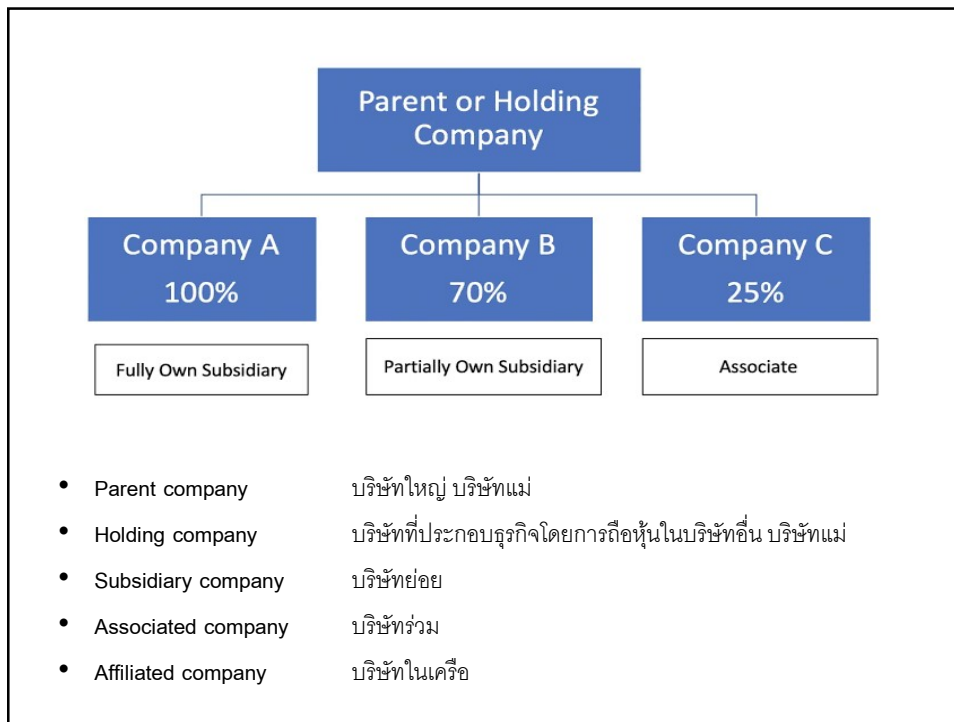 Parent or Holding
Company
Company A
100%
Company B
70%
Company C
25%
Fully Own Subsidiary
Partially Own Subsidiary
Associate
• Parent company บริษัทใหญ่ บริษัทแม่
• Holding company บริษัทที่ประกอบธุรกิจโดยการถือหุ้นในบริษัทอื่น บริษัทแม่
• Subsidiary company บริษัทย่อย
• Associated company บริษัทร่วม
• Affiliated company บริษัทในเครือ